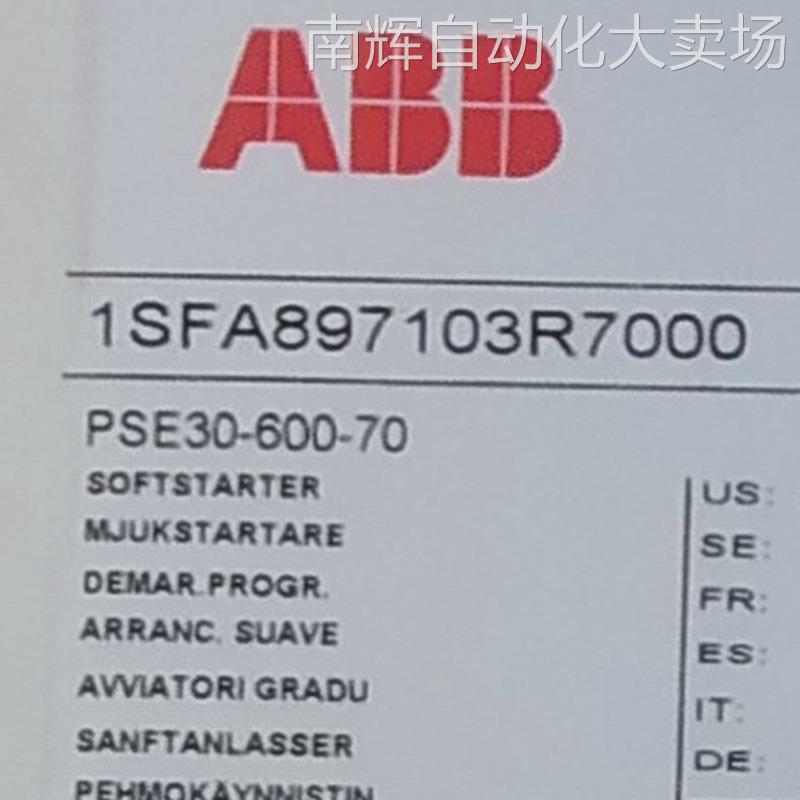 南辉自动化大卖场
ABB
1SFA897103R7000
PSE30-600-70
SOFTSTARTER
MJUKSTARTARE
DEMAR.PROGR.
ARRANC. SUAVE
AVVIATORI GRADU
SANFTANLASSER
PEHMOKÄYNNISTIN
US:
SE:
FR:
ES:
IT:
DE: